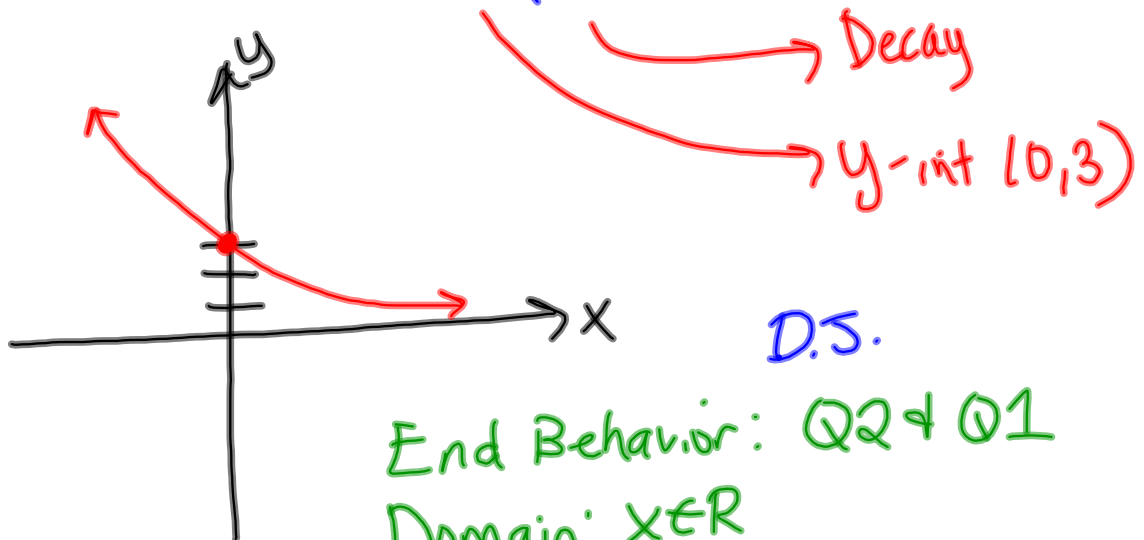 Decay
y
y-int (0,3)
x
D.S.
End Behavior: Q2 & Q1
Domain: x∈R